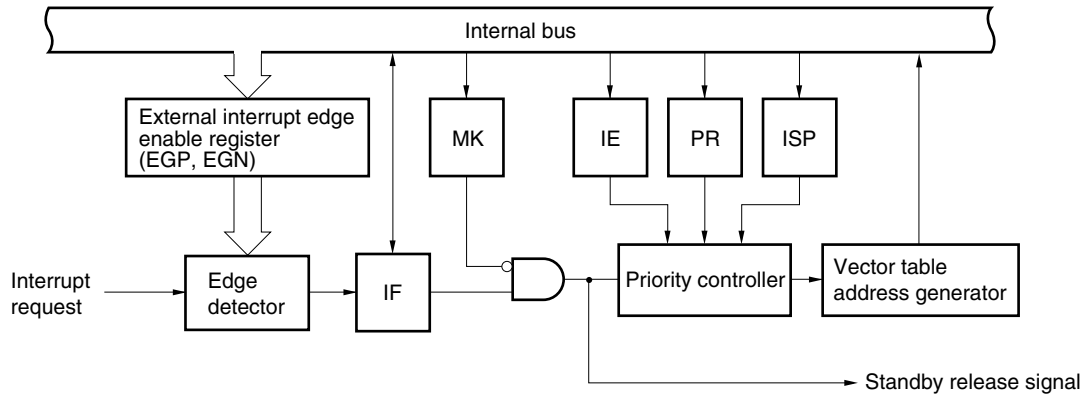 Internal bus
External interrupt edge
enable register
(EGP, EGN)
MK
IE
PR
ISP
Interrupt
request
Edge
detector
IF
Priority controller
Vector table
address generator
Standby release signal